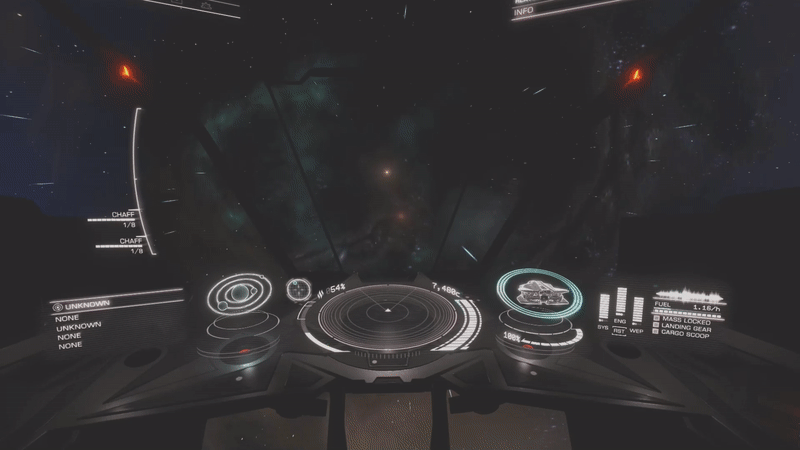 INFO
CHAFF
1/8
CHAFF
1/8
UNKNOWN
NONE
UNKNOWN
NONE
NONE
54%
7,480c
100%
SYS
ENG
RST
WEP
FUEL
1.16/h
MASS LOCKED
LANDING GEAR
CARGO SCOOP